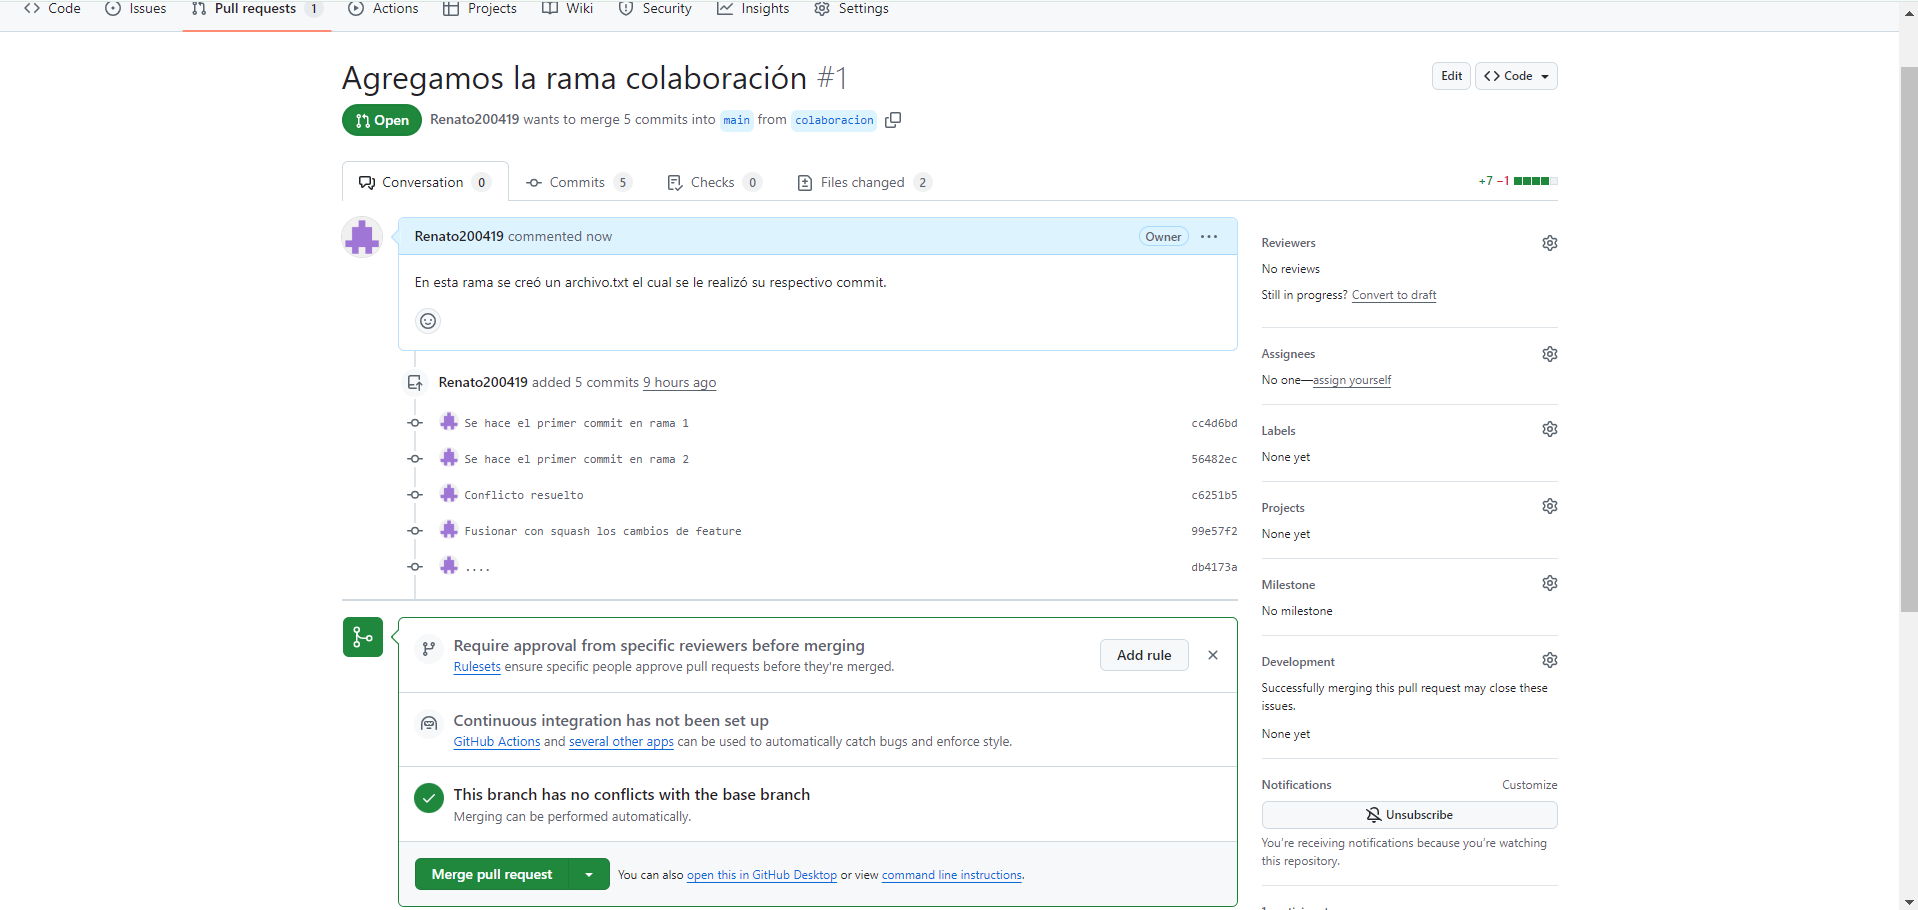 Code Issues Pull requests 1 Actions Projects Wiki Security Insights Settings
Agregamos la rama colaboración #1
Edit Code
Open Renato200419 wants to merge 5 commits into main from colaboracion
Conversation 0 Commits 5 Checks 0 Files changed 2 +7 −1
Renato200419 commented now Owner
En esta rama se creó un archivo.txt el cual se le realizó su respectivo commit.
Renato200419 added 5 commits 9 hours ago
Se hace el primer commit en rama 1 cc4d6bd
Se hace el primer commit en rama 2 56482ec
Conflicto resuelto c6251b5
Fusionar con squash los cambios de feature 99e57f2
.... db4173a
Require approval from specific reviewers before merging
Rulesets ensure specific people approve pull requests before they're merged.
Add rule
Continuous integration has not been set up
GitHub Actions and several other apps can be used to automatically catch bugs and enforce style.
This branch has no conflicts with the base branch
Merging can be performed automatically.
Merge pull request You can also open this in GitHub Desktop or view command line instructions.
Reviewers
No reviews
Still in progress? Convert to draft
Assignees
No one—assign yourself
Labels
None yet
Projects
None yet
Milestone
No milestone
Development
Successfully merging this pull request may close these
issues.
None yet
Notifications Customize
Unsubscribe
You're receiving notifications because you're watching
this repository.